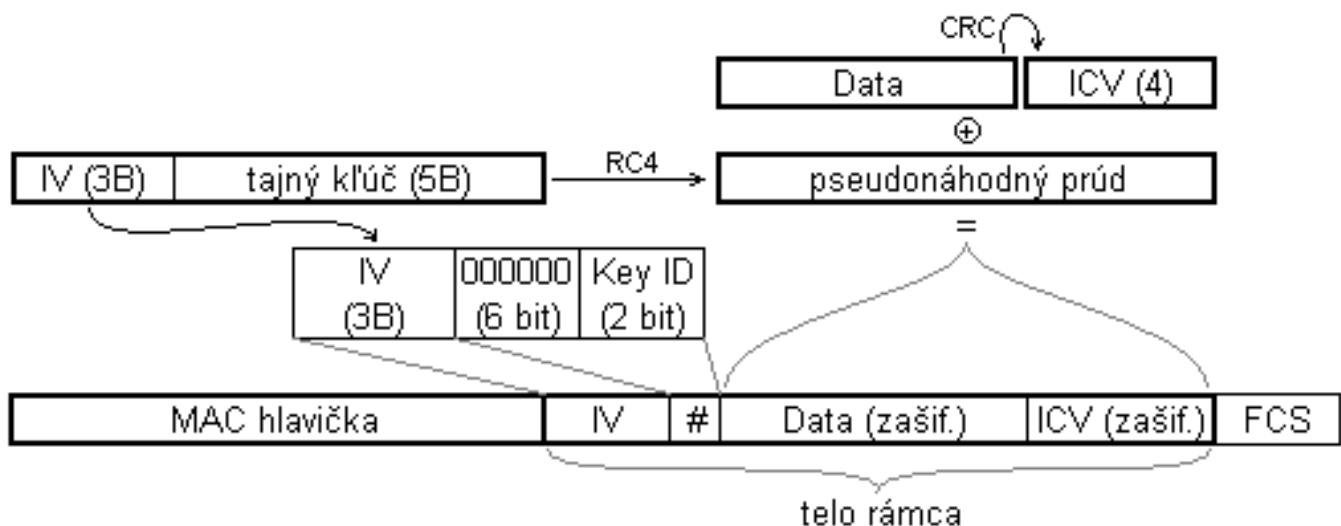 CRC
Data
ICV (4)
⊕
IV (3B)
tajný kľúč (5B)
RC4
pseudonáhodný prúd
=
IV
(3B)
000000
(6 bit)
Key ID
(2 bit)
MAC hlavička
IV
#
Data (zašif.)
ICV (zašif.)
FCS
telo rámca